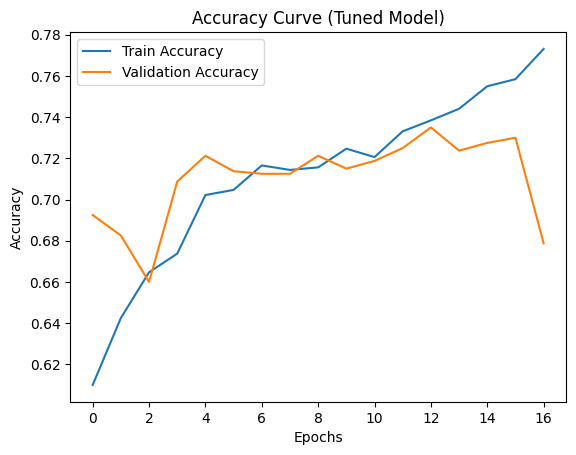 Accuracy Curve (Tuned Model)
Train Accuracy
Validation Accuracy
0.78
0.76
0.74
0.72
0.70
0.68
0.66
0.64
0.62
Accuracy
0 2 4 6 8 10 12 14 16
Epochs